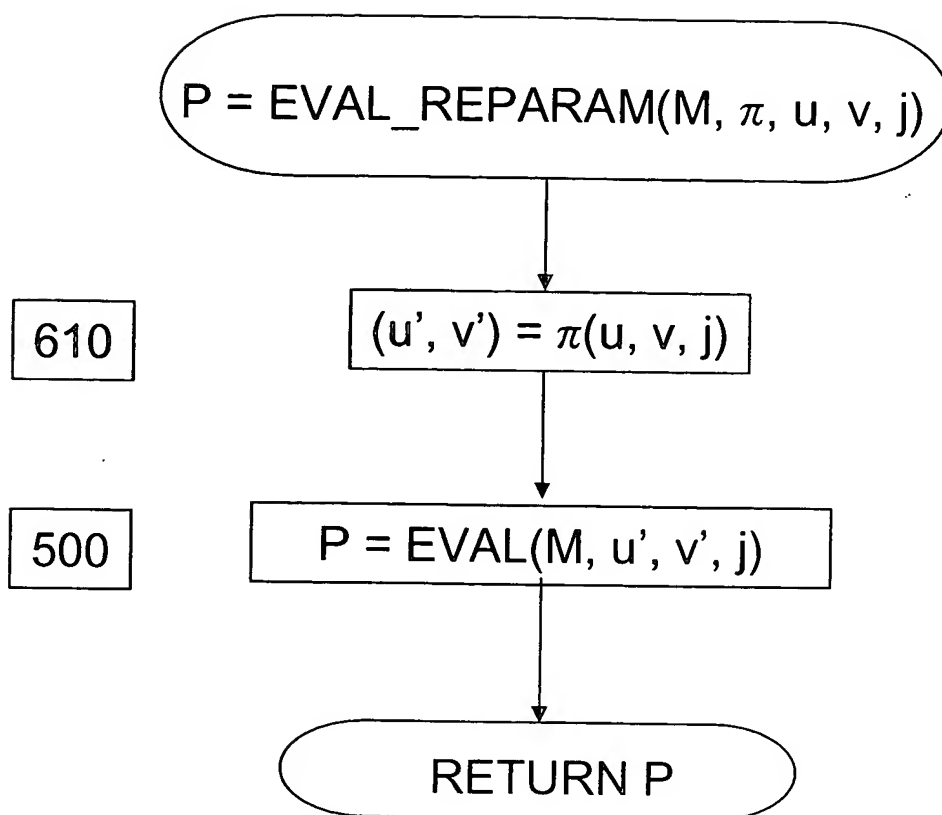 P = EVAL_REPARAM(M, π, u, v, j)
610
(u’, v’) = π(u, v, j)
500
P = EVAL(M, u', v', j)
RETURN P